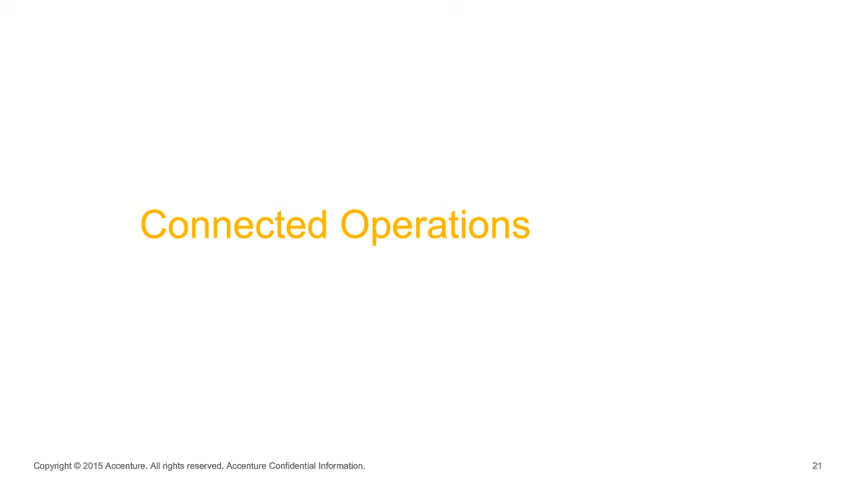 Connected Operations
Copyright © 2015 Accenture. All rights reserved. Accenture Confidential Information.
21